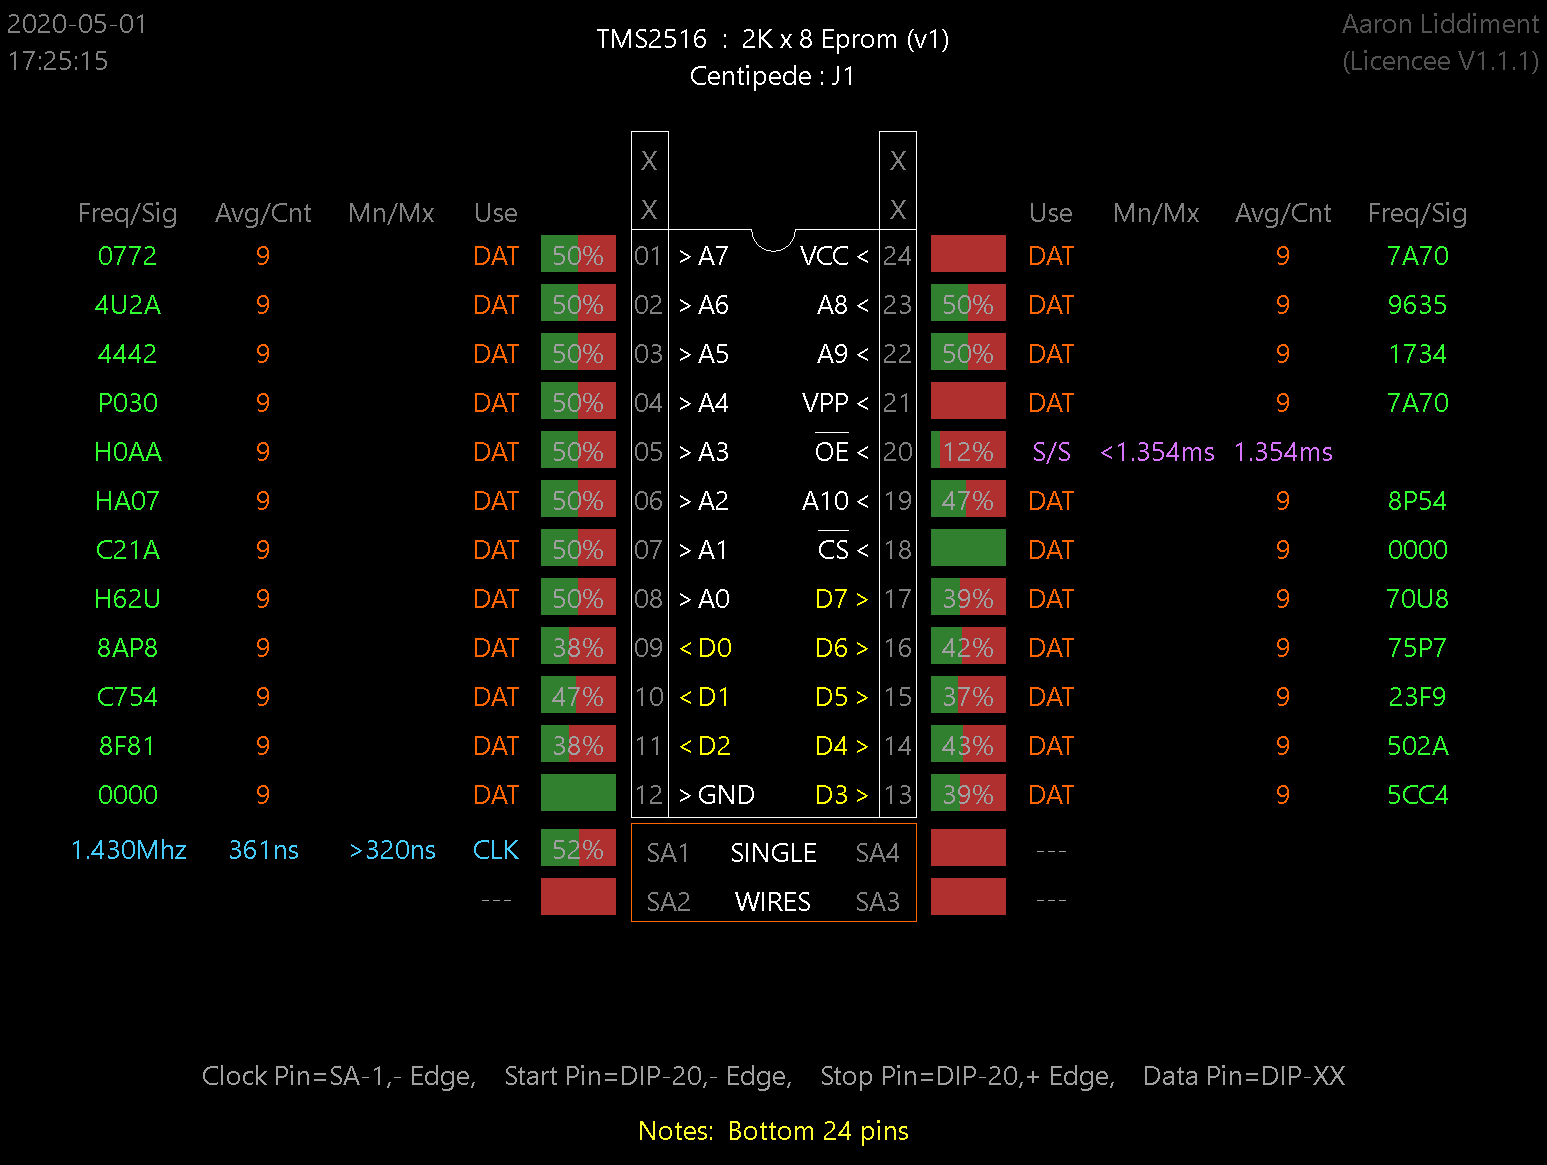 2020-05-01
17:25:15
TMS2516 : 2K x 8 Eprom (v1)
Centipede : J1
Aaron Liddiment
(Licencee V1.1.1)
X X
Freq/Sig Avg/Cnt Mn/Mx Use X X Use Mn/Mx Avg/Cnt Freq/Sig
0772 9 DAT 50% 01 > A7 VCC < 24 DAT 9 7A70
4U2A 9 DAT 50% 02 > A6 A8 < 23 50% DAT 9 9635
4442 9 DAT 50% 03 > A5 A9 < 22 50% DAT 9 1734
P030 9 DAT 50% 04 > A4 VPP < 21 DAT 9 7A70
H0AA 9 DAT 50% 05 > A3 OE < 20 12% S/S <1.354ms 1.354ms
HA07 9 DAT 50% 06 > A2 A10 < 19 47% DAT 9 8P54
C21A 9 DAT 50% 07 > A1 CS < 18 DAT 9 0000
H62U 9 DAT 50% 08 > A0 D7 > 17 39% DAT 9 70U8
8AP8 9 DAT 38% 09 < D0 D6 > 16 42% DAT 9 75P7
C754 9 DAT 47% 10 < D1 D5 > 15 37% DAT 9 23F9
8F81 9 DAT 38% 11 < D2 D4 > 14 43% DAT 9 502A
0000 9 DAT 12 > GND D3 > 13 39% DAT 9 5CC4
1.430Mhz 361ns >320ns CLK 52% SA1 SINGLE SA4 ---
--- SA2 WIRES SA3 ---
Clock Pin=SA-1,- Edge, Start Pin=DIP-20,- Edge, Stop Pin=DIP-20,+ Edge, Data Pin=DIP-XX
Notes: Bottom 24 pins